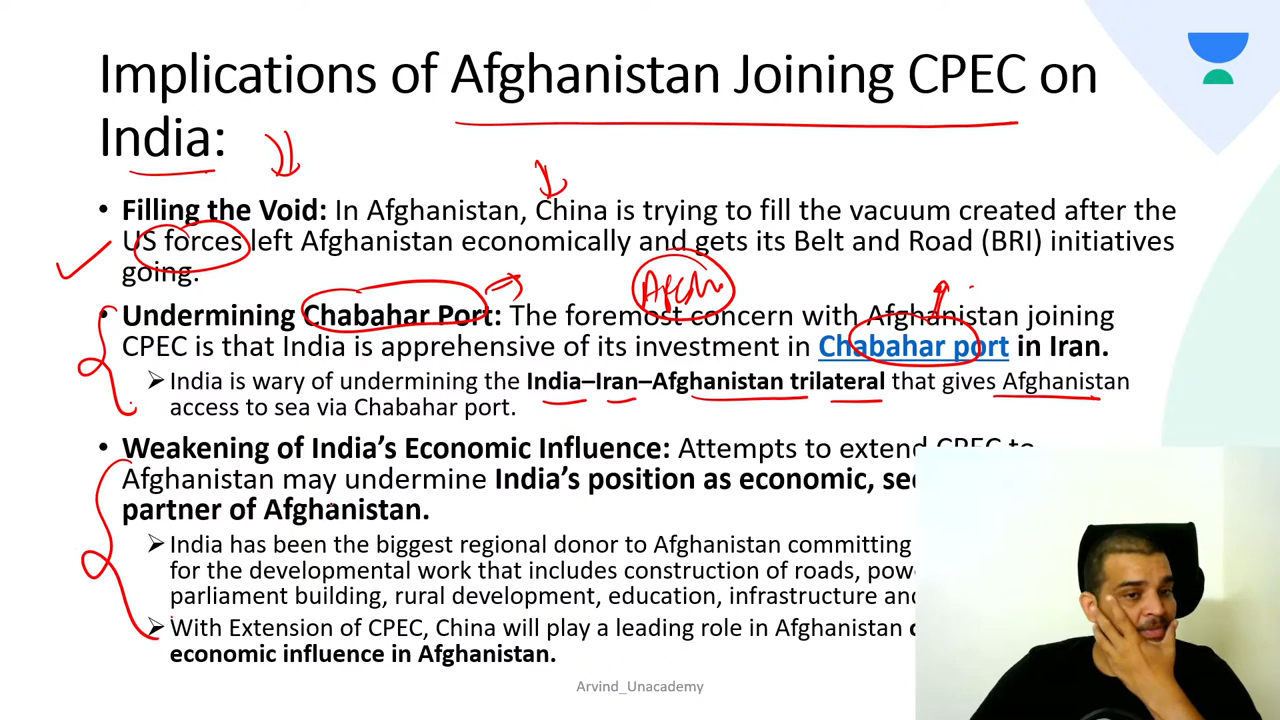 Implications of Afghanistan Joining CPEC on
India:
• Filling the Void: In Afghanistan, China is trying to fill the vacuum created after the
US forces left Afghanistan economically and gets its Belt and Road (BRI) initiatives
going.
• Undermining Chabahar Port: The foremost concern with Afghanistan joining
CPEC is that India is apprehensive of its investment in Chabahar port in Iran.
➢ India is wary of undermining the India–Iran–Afghanistan trilateral that gives Afghanistan
access to sea via Chabahar port.
• Weakening of India's Economic Influence: Attempts to extend CPEC to
Afghanistan may undermine India's position as economic,
partner of Afghanistan.
➢ India has been the biggest regional donor to Afghanistan committing
for the developmental work that includes construction of roads,
parliament building, rural development, education, infrastructure
➢ With Extension of CPEC, China will play a leading role in Afghanistan
economic influence in Afghanistan.
Arvind_Unacademy